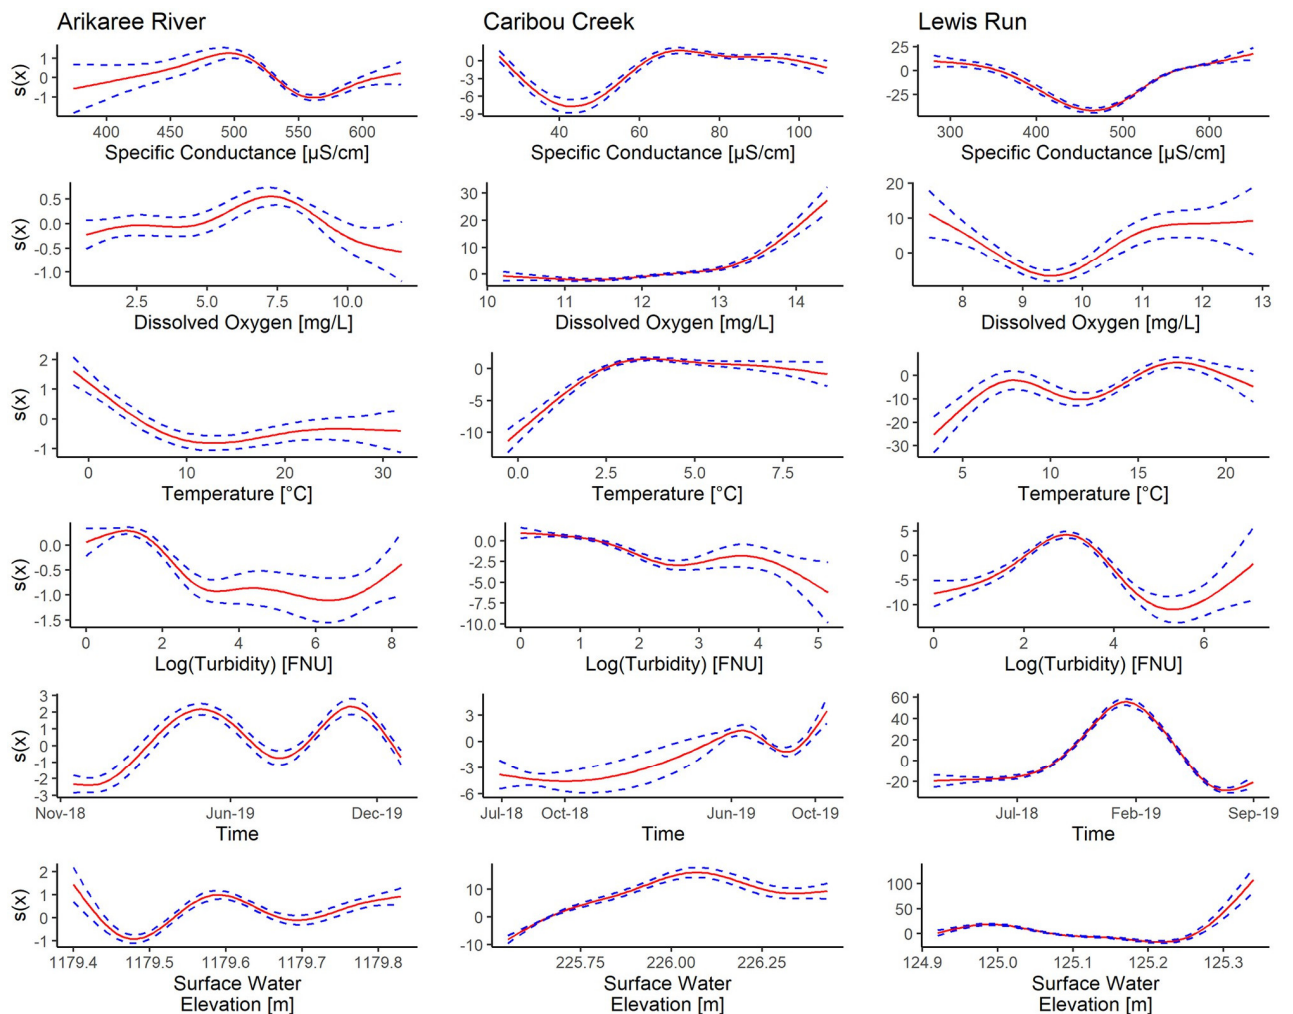 Arikaree River Caribou Creek Lewis Run
s(x)
1
0
-1
400 450 500 550 600
Specific Conductance [µS/cm]
0
-3
-6
-9
40 60 80 100
Specific Conductance [µS/cm]
25
0
-25
300 400 500 600
Specific Conductance [µS/cm]
s(x)
0.5
0.0
-0.5
-1.0
2.5 5.0 7.5 10.0
Dissolved Oxygen [mg/L]
30
20
10
0
10 11 12 13 14
Dissolved Oxygen [mg/L]
20
10
0
8 9 10 11 12 13
Dissolved Oxygen [mg/L]
s(x)
2
1
0
-1
0 10 20 30
Temperature [°C]
0
-5
-10
0.0 2.5 5.0 7.5
Temperature [°C]
0
-10
-20
-30
5 10 15 20
Temperature [°C]
s(x)
0.0
-0.5
-1.0
-1.5
0 2 4 6 8
Log(Turbidity) [FNU]
0.0
-2.5
-5.0
-7.5
-10.0
0 1 2 3 4 5
Log(Turbidity) [FNU]
5
0
-5
-10
0 2 4 6
Log(Turbidity) [FNU]
s(x)
3
2
1
0
-1
-2
-3
Nov-18 Jun-19 Dec-19
Time
3
0
-3
-6
Jul-18 Oct-18 Jun-19 Oct-19
Time
60
40
20
0
-20
Jul-18 Feb-19 Sep-19
Time
s(x)
2
1
0
-1
1179.4 1179.5 1179.6 1179.7 1179.8
Surface Water
Elevation [m]
10
0
-10
225.75 226.00 226.25
Surface Water
Elevation [m]
100
50
0
124.9 125.0 125.1 125.2 125.3
Surface Water
Elevation [m]